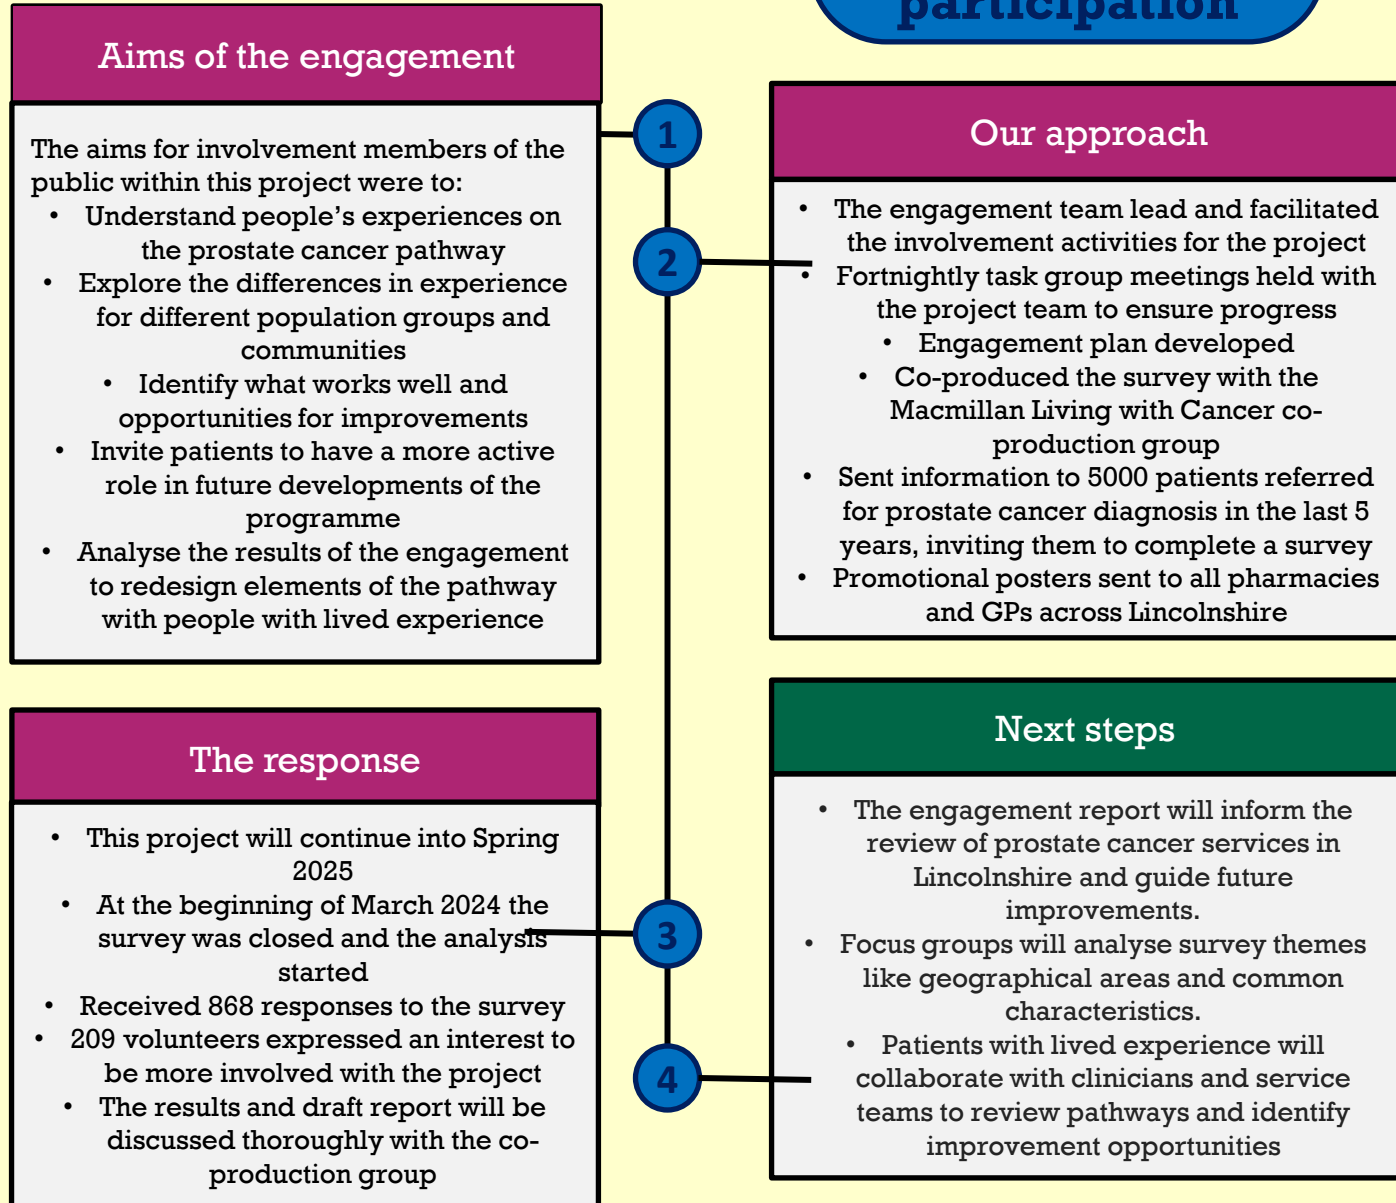 participation
Aims of the engagement
The aims for involvement members of the
public within this project were to:
• Understand people's experiences on
the prostate cancer pathway
• Explore the differences in experience
for different population groups and
communities
• Identify what works well and
opportunities for improvements
• Invite patients to have a more active
role in future developments of the
programme
• Analyse the results of the engagement
to redesign elements of the pathway
with people with lived experience
1
2
Our approach
• The engagement team lead and facilitated
the involvement activities for the project
• Fortnightly task group meetings held with
the project team to ensure progress
• Engagement plan developed
• Co-produced the survey with the
Macmillan Living with Cancer co-
production group
• Sent information to 5000 patients referred
for prostate cancer diagnosis in the last 5
years, inviting them to complete a survey
• Promotional posters sent to all pharmacies
and GPs across Lincolnshire
The response
• This project will continue into Spring
2025
• At the beginning of March 2024 the
survey was closed and the analysis
started
• Received 868 responses to the survey
• 209 volunteers expressed an interest to
be more involved with the project
• The results and draft report will be
discussed thoroughly with the co-
production group
3
4
Next steps
• The engagement report will inform the
review of prostate cancer services in
Lincolnshire and guide future
improvements.
• Focus groups will analyse survey themes
like geographical areas and common
characteristics.
• Patients with lived experience will
collaborate with clinicians and service
teams to review pathways and identify
improvement opportunities